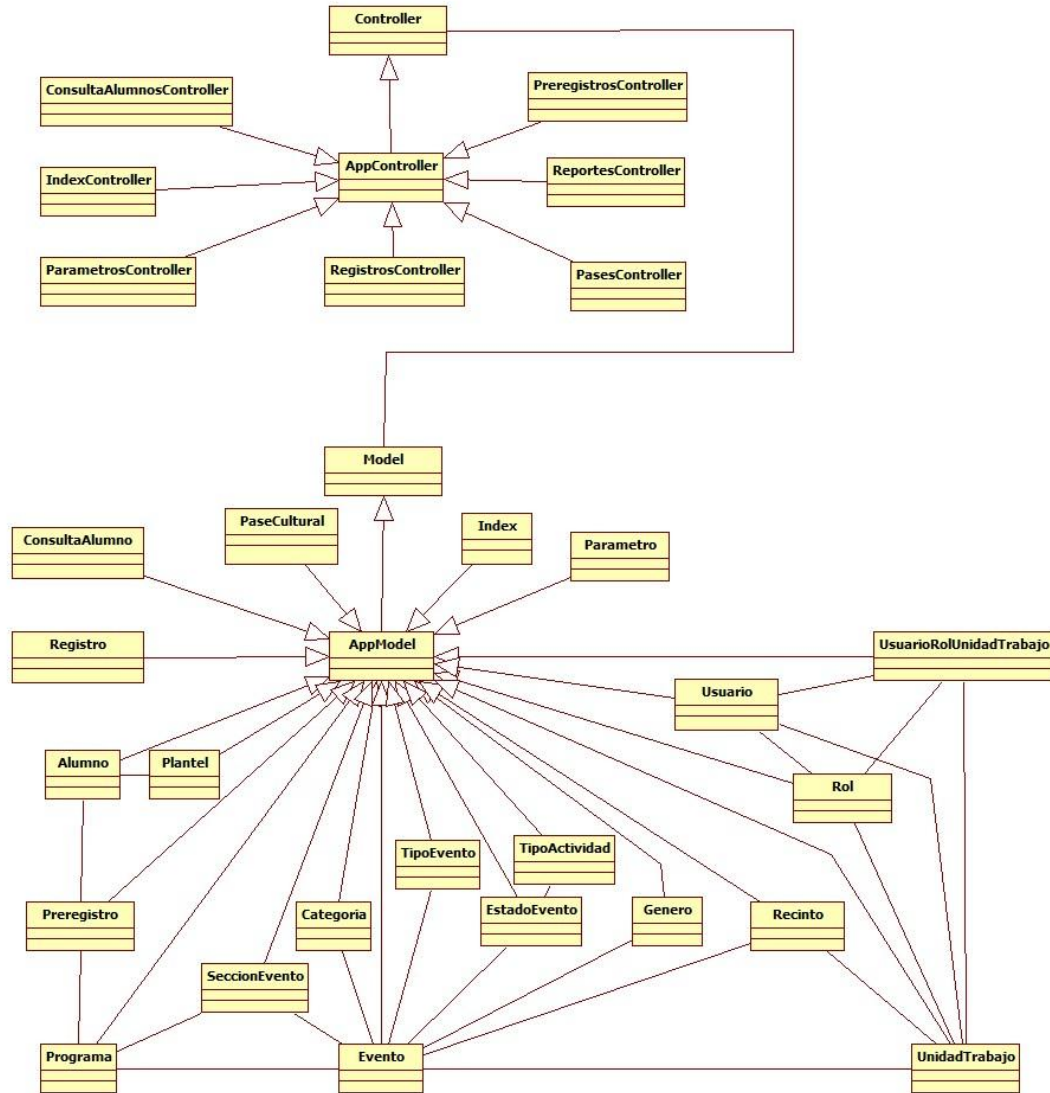 Controller
ConsultaAlumnosController
PreregistrosController
AppController
IndexController
ReportesController
ParametrosController
RegistrosController
PasesController
Model
PaseCultural
Index
ConsultaAlumno
Parametro
Registro
AppModel
UsuarioRolUnidadTrabajo
Usuario
Alumno
Plantel
Rol
TipoEvento
TipoActividad
Preregistro
Categoria
EstadoEvento
Genero
Recinto
SeccionEvento
Programa
Evento
UnidadTrabajo